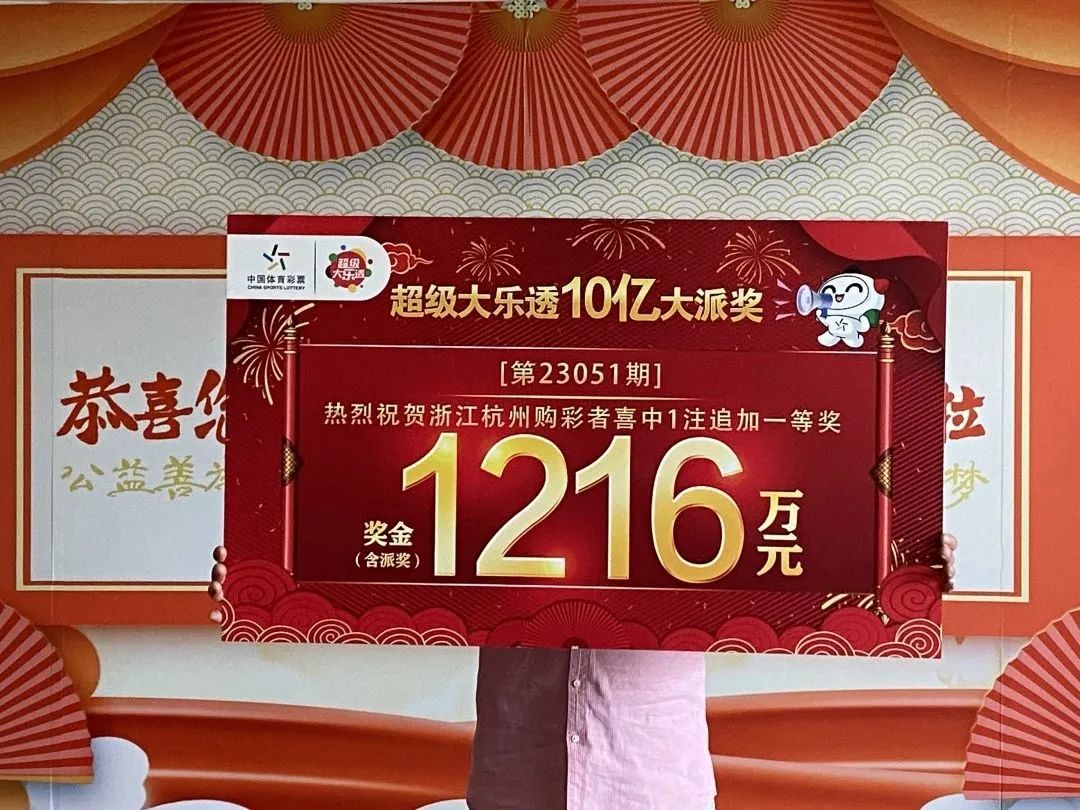 中国体育彩票
CHINA SPORTS LOTTERY
超级
大乐透
超级大乐透10亿大派奖
[第23051期]
热烈祝贺浙江杭州购彩者喜中1注追加一等奖
奖金
(含派奖)
1216
万元
恭喜您
公益善
梦